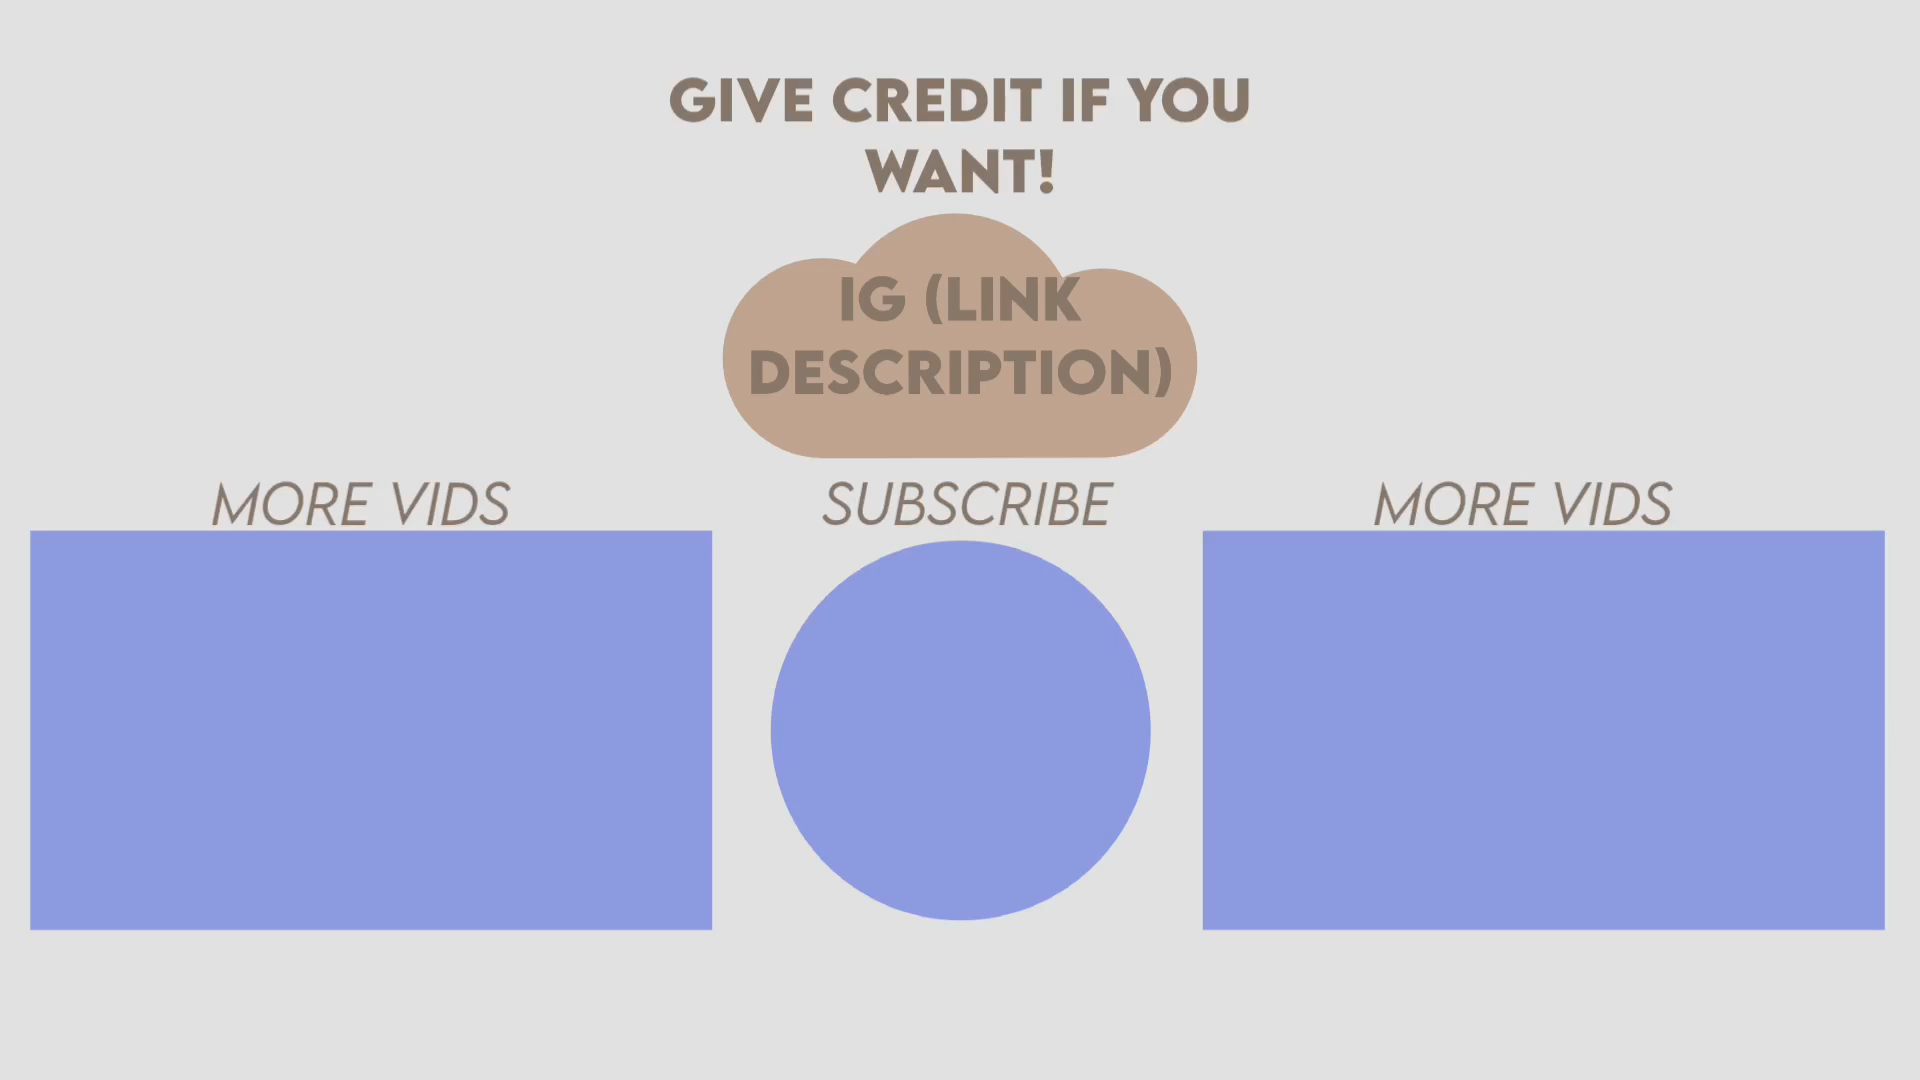 GIVE CREDIT IF YOU
WANT!
IG (LINK
DESCRIPTION)
MORE VIDS
SUBSCRIBE
MORE VIDS